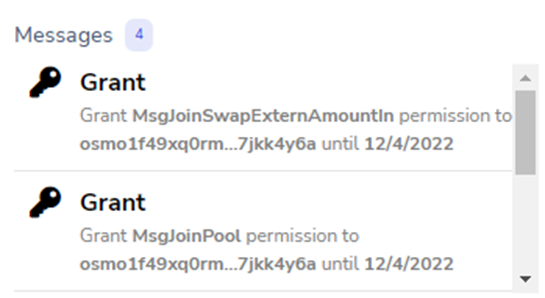 Messages 4
Grant
Grant MsgJoinSwapExternAmountIn permission to
osmo1f49xq0rm...7jkk4y6a until 12/4/2022
Grant
Grant MsgJoinPool permission to
osmo1f49xq0rm...7jkk4y6a until 12/4/2022